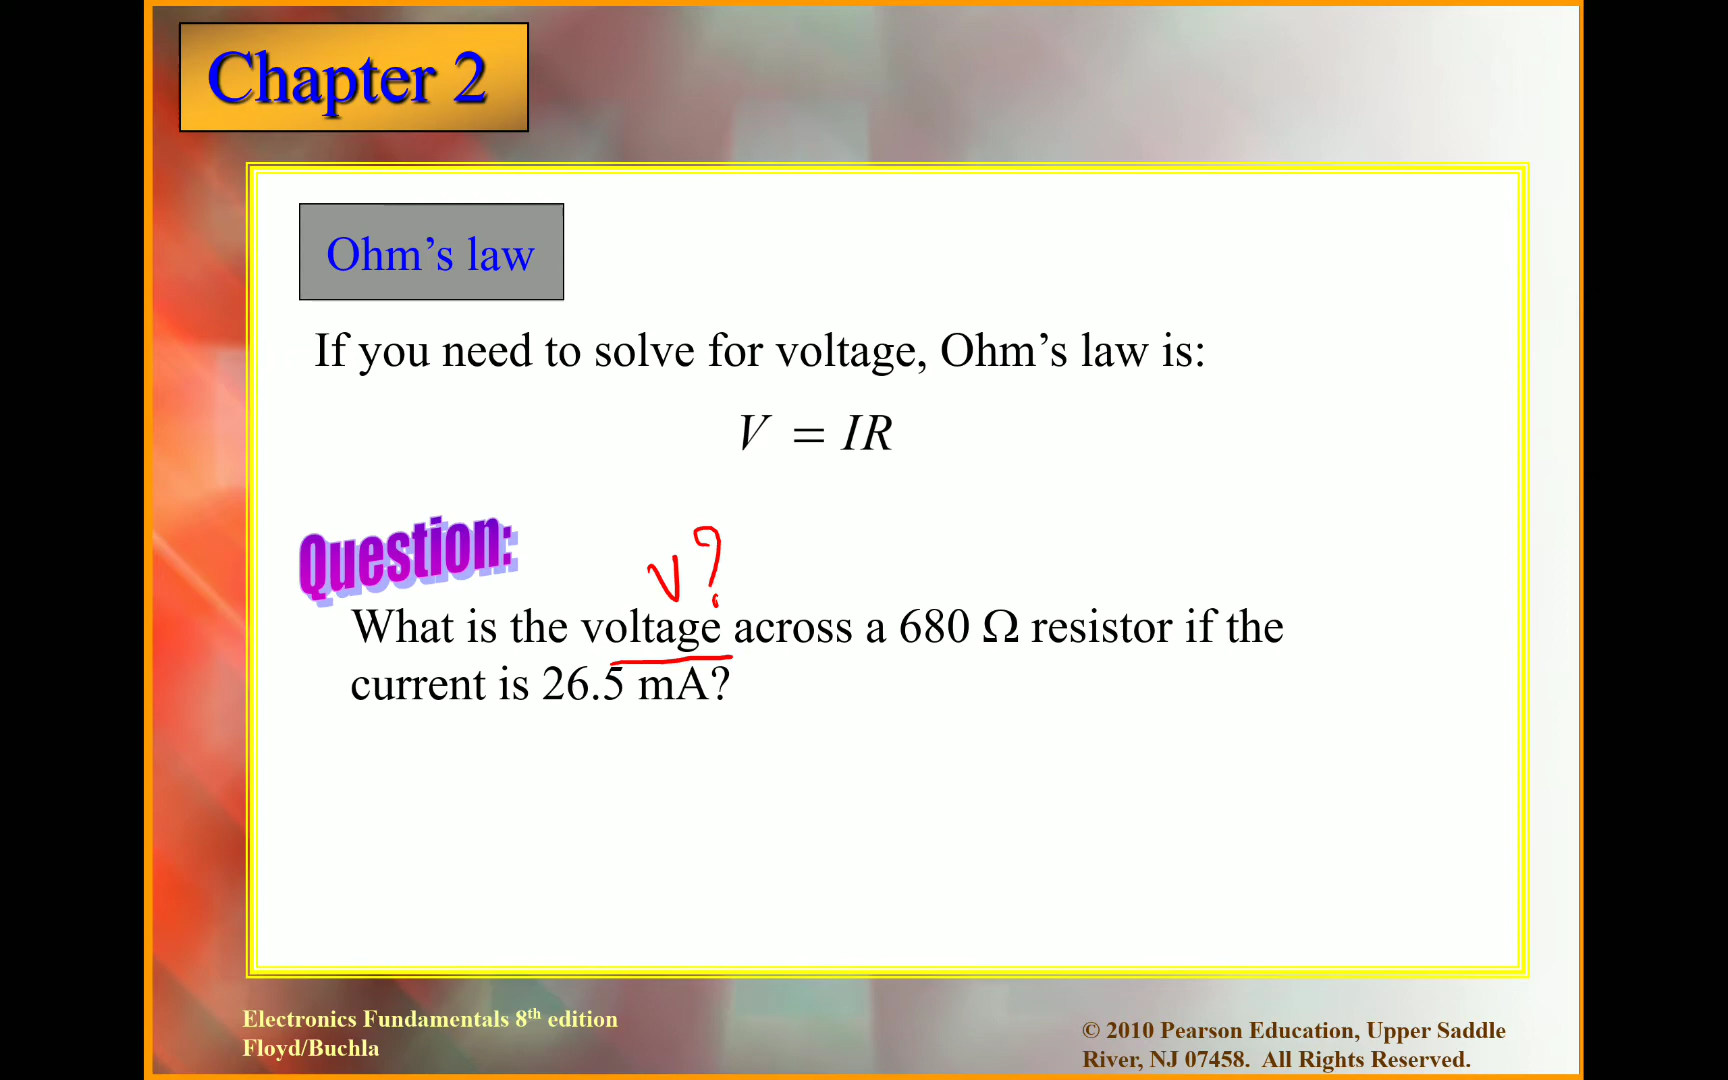 Chapter 2
Ohm’s law
If you need to solve for voltage, Ohm’s law is:
V = IR
Question:
V?
What is the voltage across a 680 Ω resistor if the
current is 26.5 mA?
Electronics Fundamentals 8th edition
Floyd/Buchla
© 2010 Pearson Education, Upper Saddle
River, NJ 07458. All Rights Reserved.